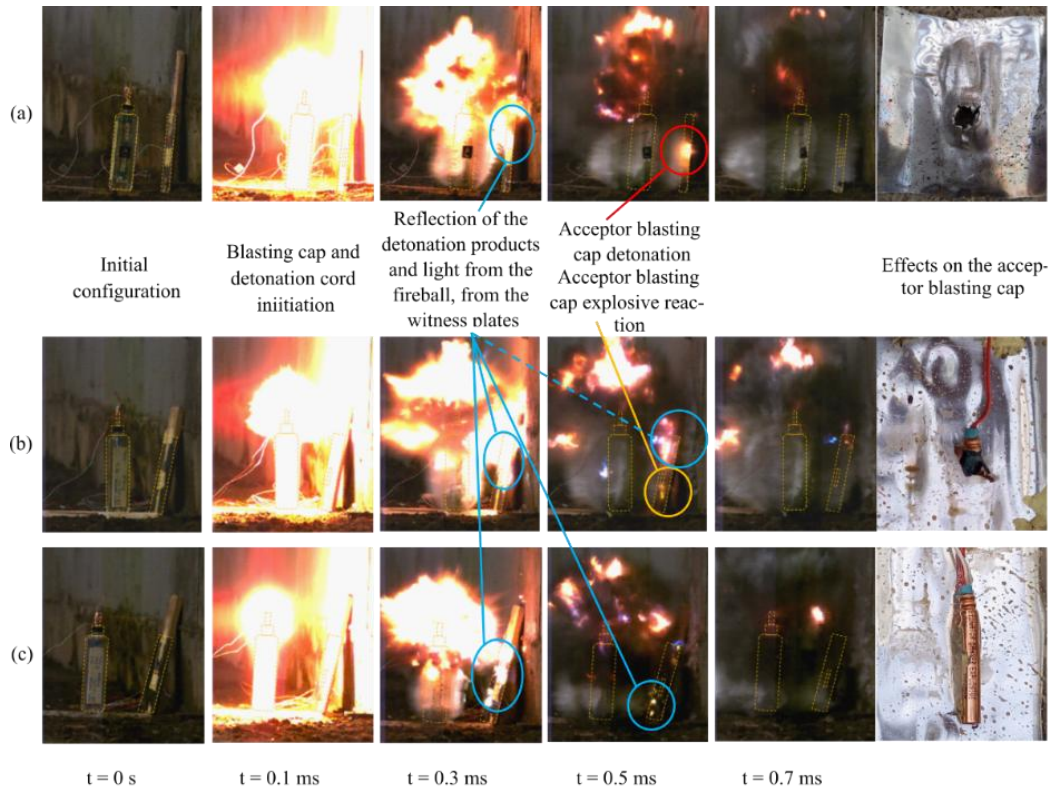 (a)
Initial
configuration
Blasting cap and
detonation cord
iniitiation
Reflection of the
detonation products
and light from the
fireball, from the
witness plates
Acceptor blasting
cap detonation
Acceptor blasting
cap explosive reac-
tion
Effects on the accep-
tor blasting cap
(b)
(c)
t = 0 s
t = 0.1 ms
t = 0.3 ms
t = 0.5 ms
t = 0.7 ms